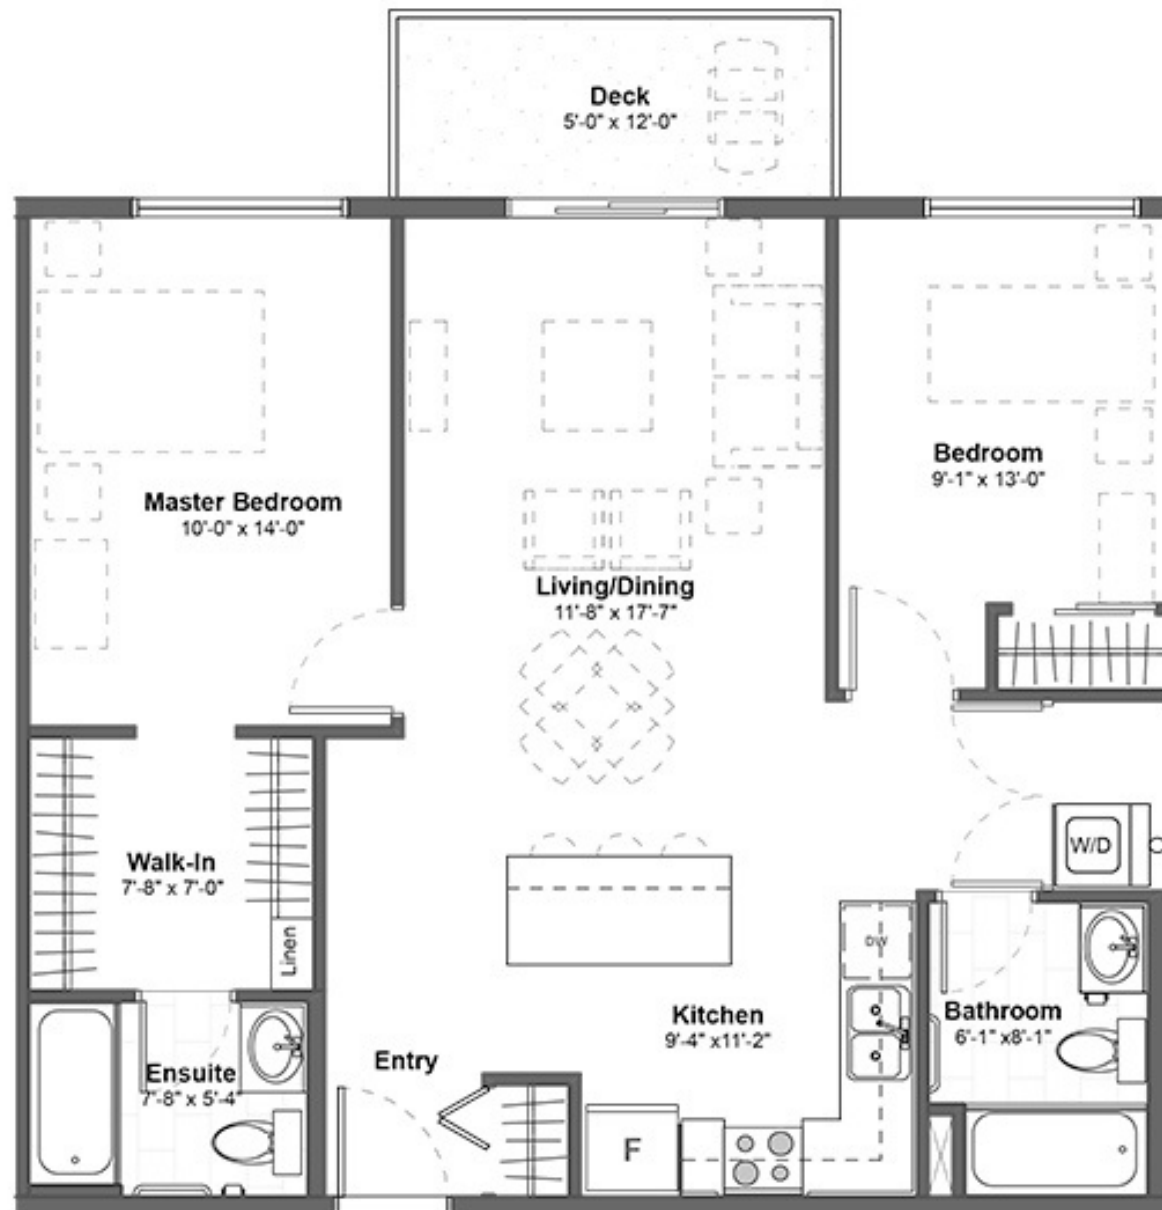 Deck
5'-0" x 12'-0"
Bedroom
9'-1" x 13'-0"
Master Bedroom
10'-0" x 14'-0"
Living/Dining
11'-8" x 17'-7"
W/D
Walk-In
7'-8" x 7'-0"
Linen
DW
Kitchen
9'-4" x11'-2"
Bathroom
6'-1" x8'-1"
Entry
Ensuite
7'-8" x 5'-4"
F